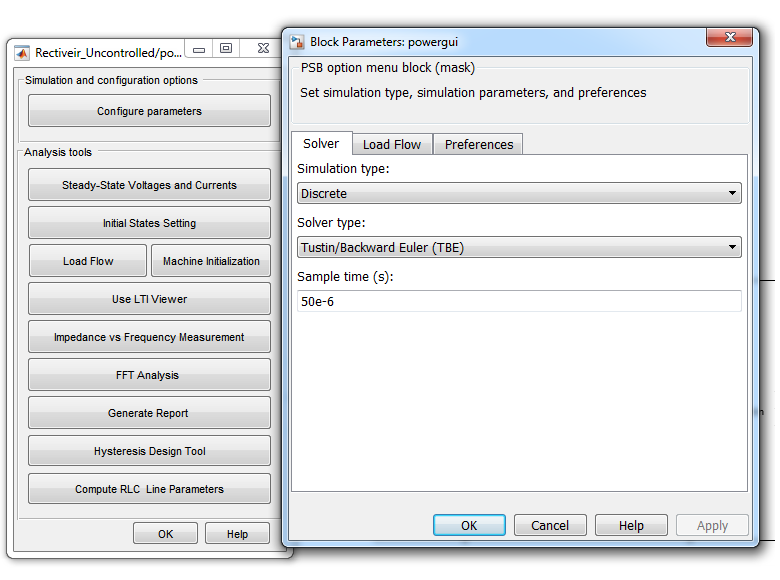 Rectiveir_Uncontrolled/po...
Simulation and configuration options
Configure parameters
Analysis tools
Steady-State Voltages and Currents
Initial States Setting
Load Flow
Machine Initialization
Use LTI Viewer
Impedance vs Frequency Measurement
FFT Analysis
Generate Report
Hysteresis Design Tool
Compute RLC Line Parameters
OK
Help
Block Parameters: powergui
PSB option menu block (mask)
Set simulation type, simulation parameters, and preferences
Solver
Load Flow
Preferences
Simulation type:
Discrete
Solver type:
Tustin/Backward Euler (TBE)
Sample time (s):
50e-6
OK
Cancel
Help
Apply